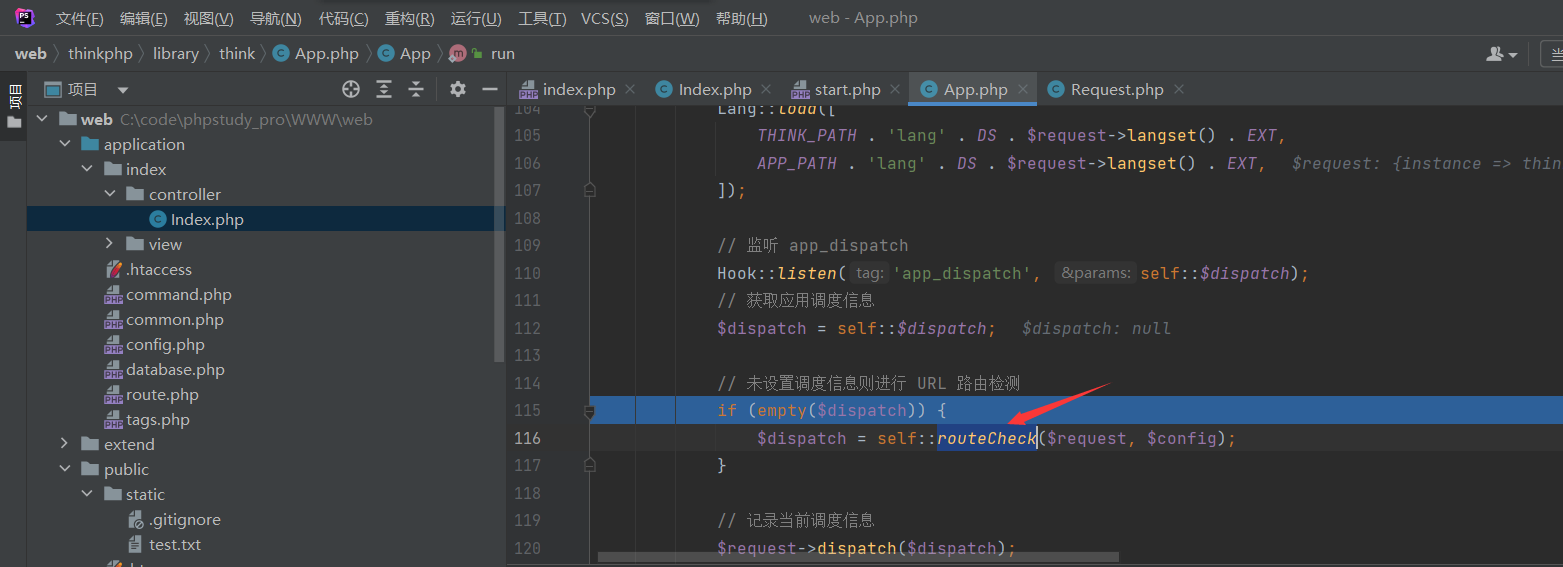 PS 文件(F) 编辑(E) 视图(V) 导航(N) 代码(C) 重构(R) 运行(U) 工具(T) VCS(S) 窗口(W) 帮助(H) web - App.php
web thinkphp library think C App.php C App m run
项目
项目
index.php C Index.php start.php C App.php C Request.php
web C:\code\phpstudy_pro\WWW\web
application
index
controller
C Index.php
view
.htaccess
command.php
common.php
config.php
database.php
route.php
tags.php
extend
public
static
.gitignore
test.txt
104 Lang::load([
105 THINK_PATH . 'lang' . DS . $request->langset() . EXT,
106 APP_PATH . 'lang' . DS . $request->langset() . EXT, $request: {instance => thin
107 ]);
108
109 // 监听 app_dispatch
110 Hook::listen( tag: 'app_dispatch', &params: self::$dispatch);
111 // 获取应用调度信息
112 $dispatch = self::$dispatch; $dispatch: null
113
114 // 未设置调度信息则进行 URL 路由检测
115 if (empty($dispatch)) {
116 $dispatch = self::routeCheck($request, $config);
117 }
118
119 // 记录当前调度信息
120 $request->dispatch($dispatch);